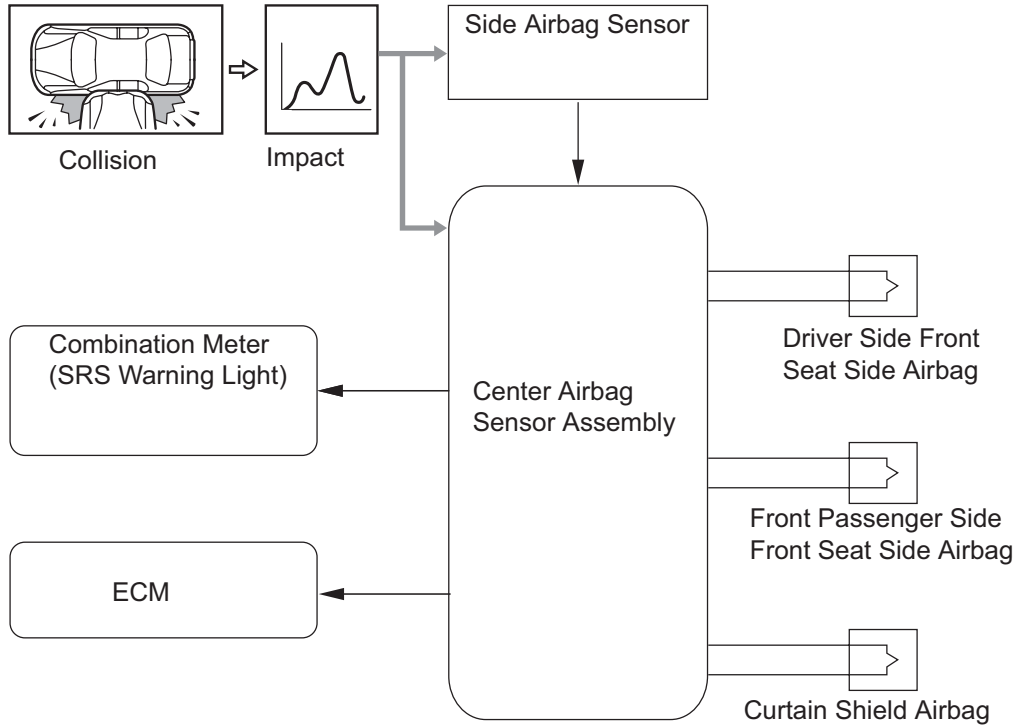 Side Airbag Sensor
Collision
Impact
Combination Meter
(SRS Warning Light)
Center Airbag
Sensor Assembly
Driver Side Front
Seat Side Airbag
Front Passenger Side
Front Seat Side Airbag
ECM
Curtain Shield Airbag